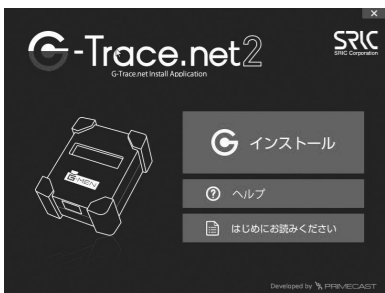 G-Trace.net2
G-Trace.net Install Application
SRIC
SRIC Corporation
G-MEN
インストール
ヘルプ
はじめにお読みください
Developed by PRIMECAST